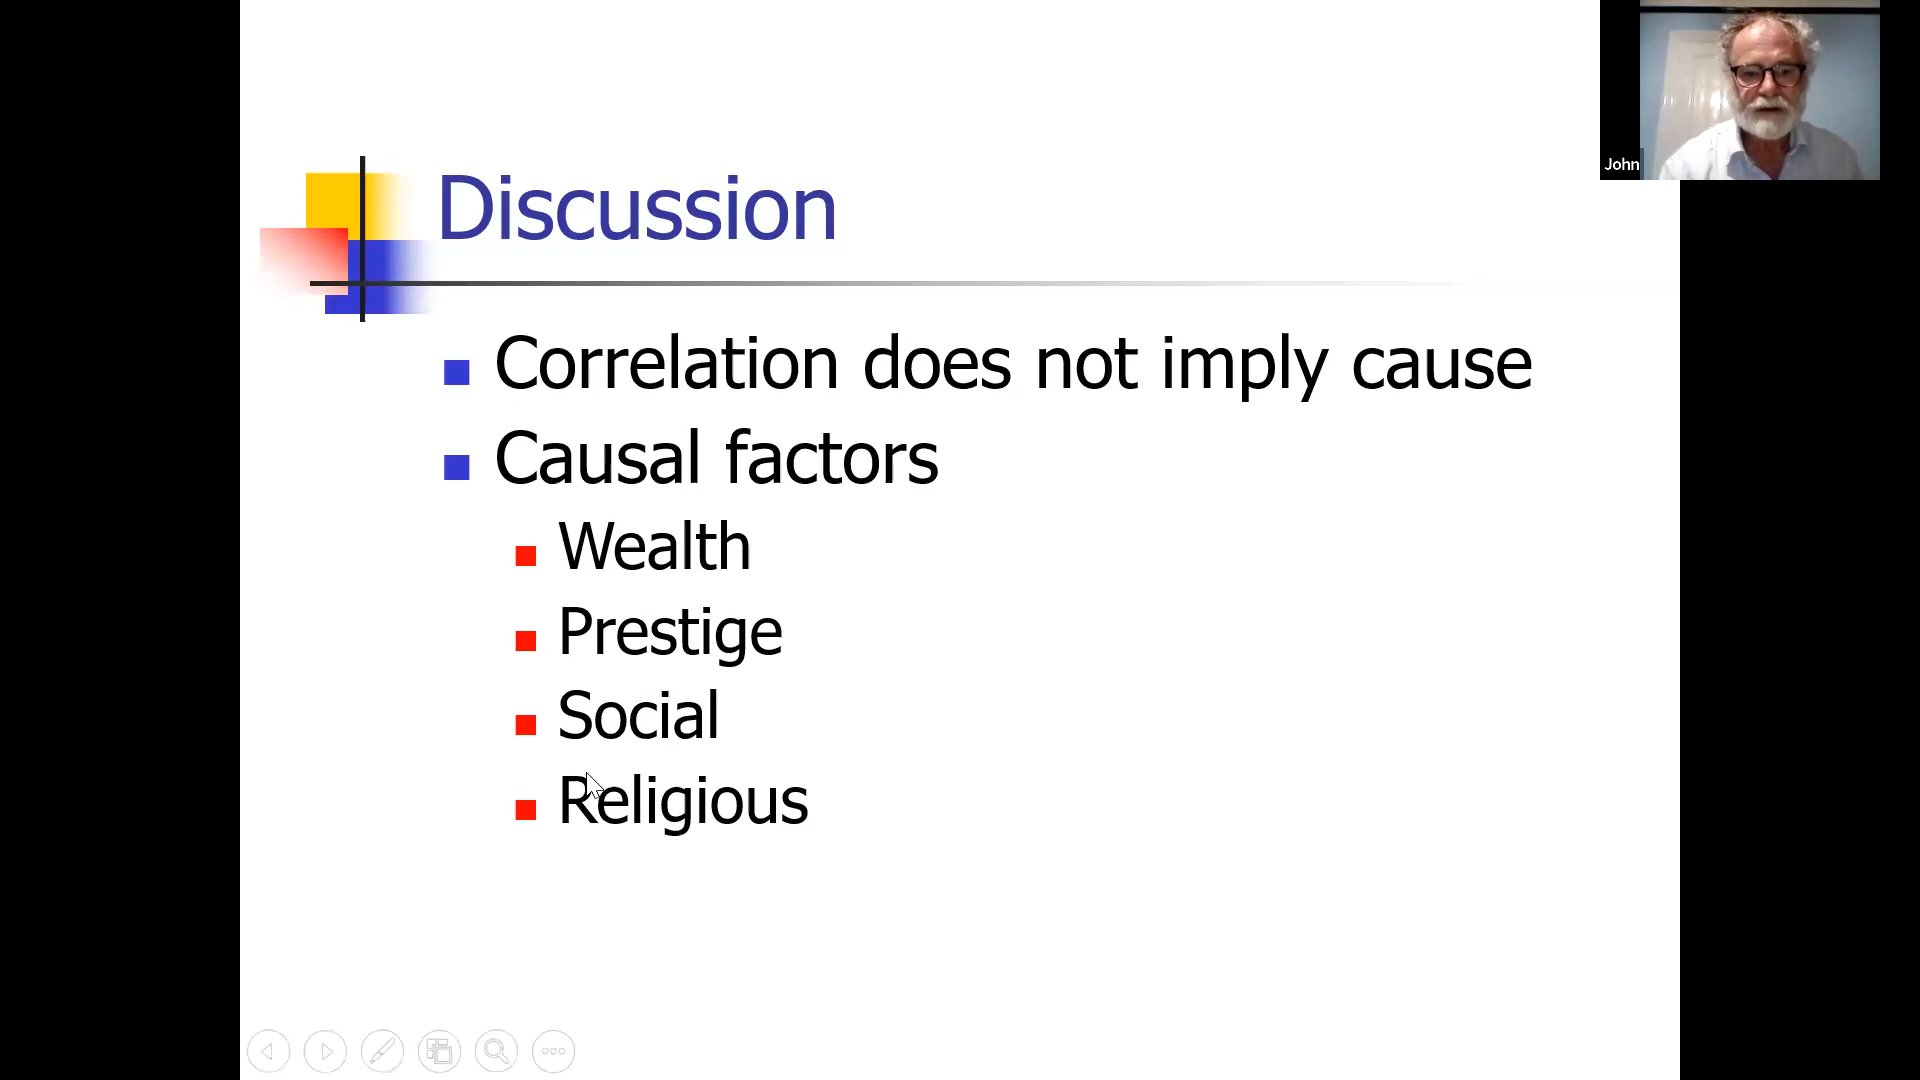 John
Discussion
Correlation does not imply cause
Causal factors
Wealth
Prestige
Social
Religious